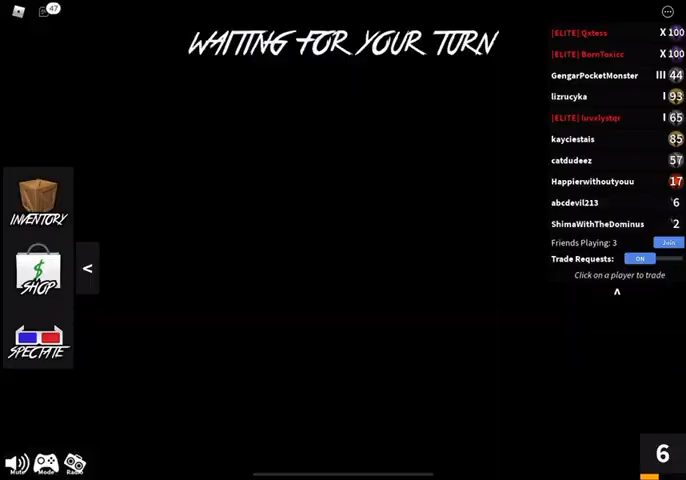 47
WAITING FOR YOUR TURN
[ELITE] Qxtess X 100
[ELITE] BornToxicc X 100
GengarPocketMonster III 44
lizrucyka I 93
[ELITE] luvxlystqr I 65
kayciestais 85
catdudeez 57
Happierwithoutyouu 17
abcdevil213 6
ShimaWithTheDominus 2
Friends Playing: 3 Join
Trade Requests: ON
Click on a player to trade
INVENTORY
$
SHOP
SPECTATE
Mute Mode Radio
6